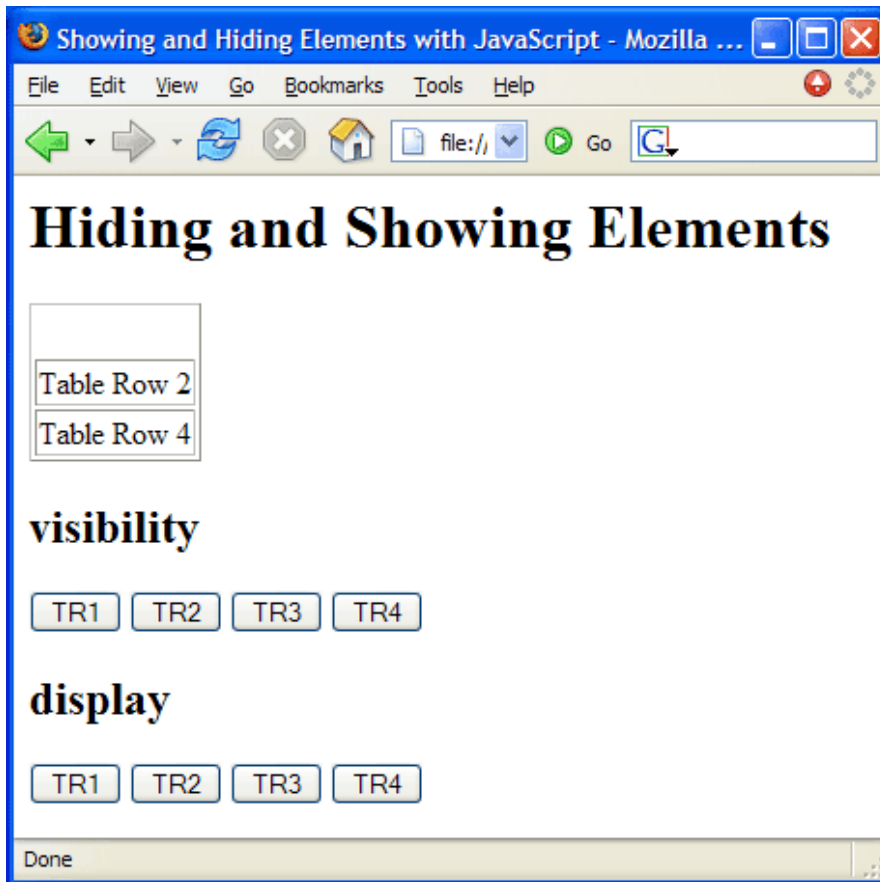 Showing and Hiding Elements with JavaScript - Mozilla ...
File Edit View Go Bookmarks Tools Help
file:// Go G
Hiding and Showing Elements
Table Row 2
Table Row 4
visibility
TR1 TR2 TR3 TR4
display
TR1 TR2 TR3 TR4
Done